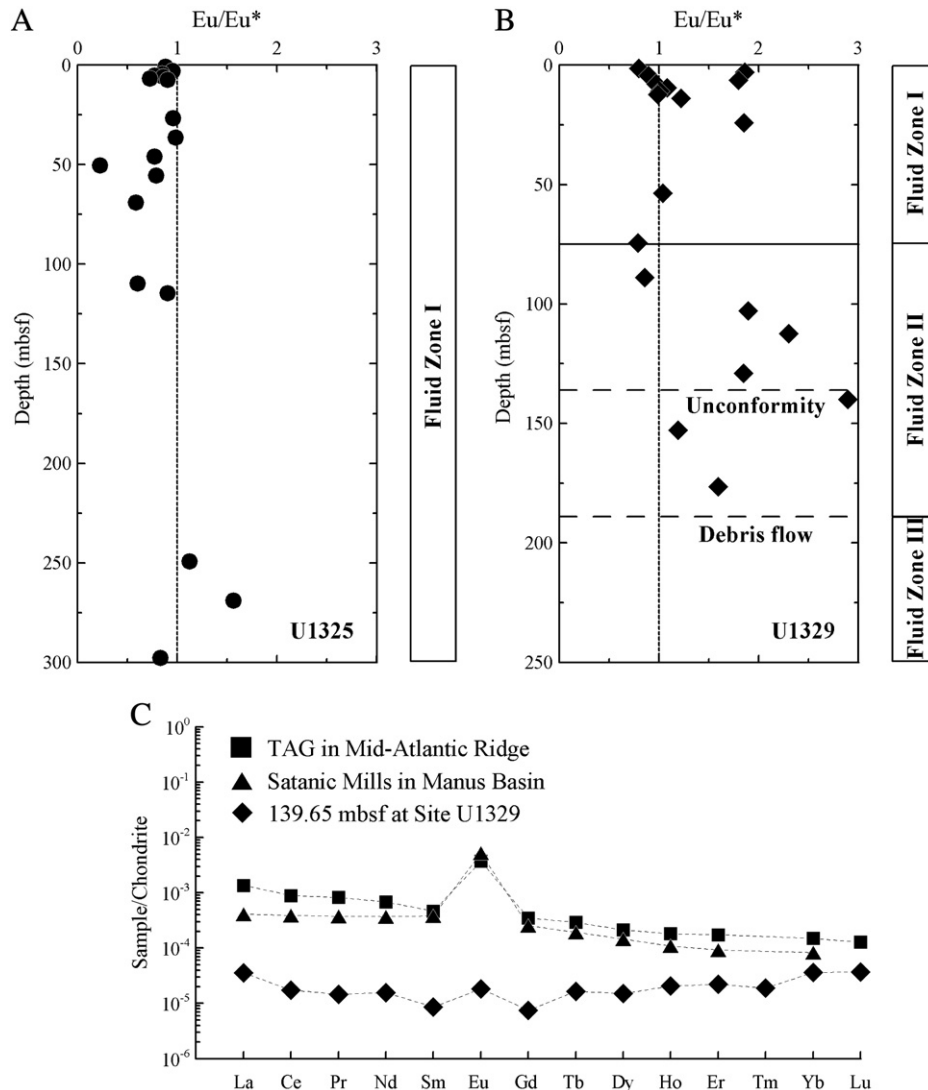 A
Eu/Eu*
0 1 2 3
0
50
100
150
200
250
300
Depth (mbsf)
U1325
Fluid Zone I
B
Eu/Eu*
0 1 2 3
0
50
100
150
200
250
Depth (mbsf)
Unconformity
Debris flow
U1329
Fluid Zone I
Fluid Zone II
Fluid Zone III
C
10^0
10^-1
10^-2
10^-3
10^-4
10^-5
10^-6
Sample/Chondrite
TAG in Mid-Atlantic Ridge
Satanic Mills in Manus Basin
139.65 mbsf at Site U1329
La Ce Pr Nd Sm Eu Gd Tb Dy Ho Er Tm Yb Lu